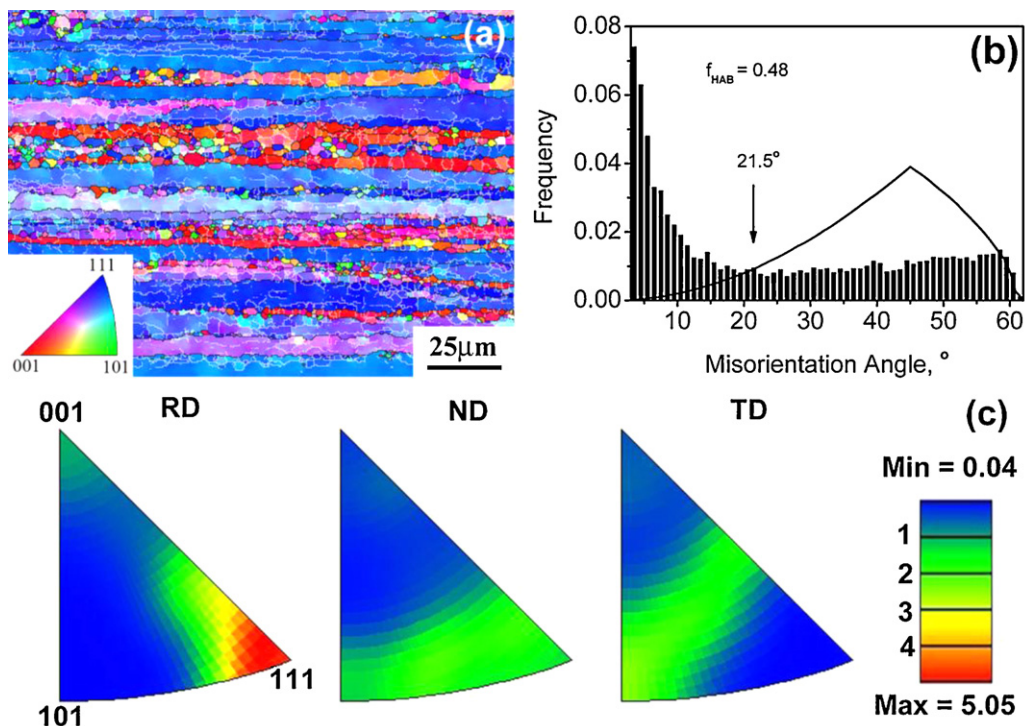 (a)
111
001
101
25μm
(b)
0.08
0.06
0.04
0.02
0.00
Frequency
f_HAB = 0.48
21.5°
10 20 30 40 50 60
Misorientation Angle, °
RD ND TD (c)
001
101
111
Min = 0.04
1
2
3
4
Max = 5.05